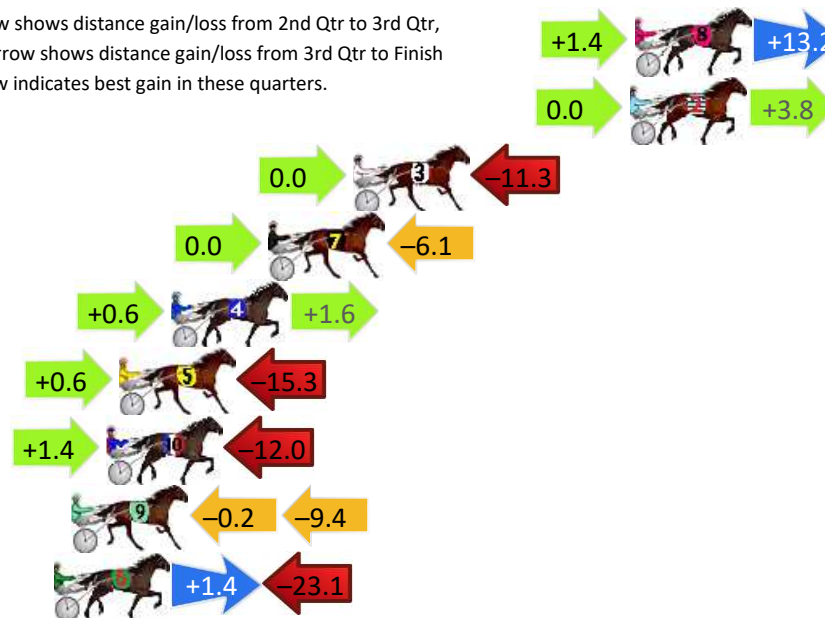 w shows distance gain/loss from 2nd Qtr to 3rd Qtr,
rrow shows distance gain/loss from 3rd Qtr to Finish
w indicates best gain in these quarters.
+1.4 8 +13.2
0.0 +3.8
0.0 3 –11.3
0.0 7 –6.1
+0.6 4 +1.6
+0.6 5 –15.3
+1.4 10 –12.0
9 –0.2 –9.4
+1.4 –23.1